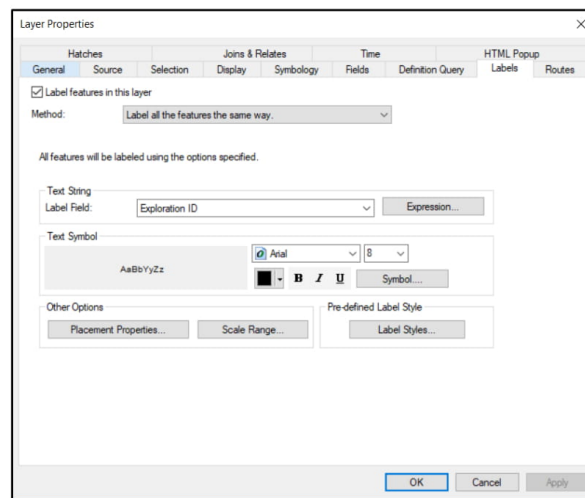 Layer Properties
Hatches Joins & Relates Time HTML Popup
General Source Selection Display Symbology Fields Definition Query Labels Routes
Label features in this layer
Method: Label all the features the same way.
All features will be labeled using the options specified.
Text String
Label Field: Exploration ID Expression...
Text Symbol
AaBbYyZz
Arial 8
B I U Symbol...
Other Options Pre-defined Label Style
Placement Properties... Scale Range... Label Styles...
OK Cancel Apply